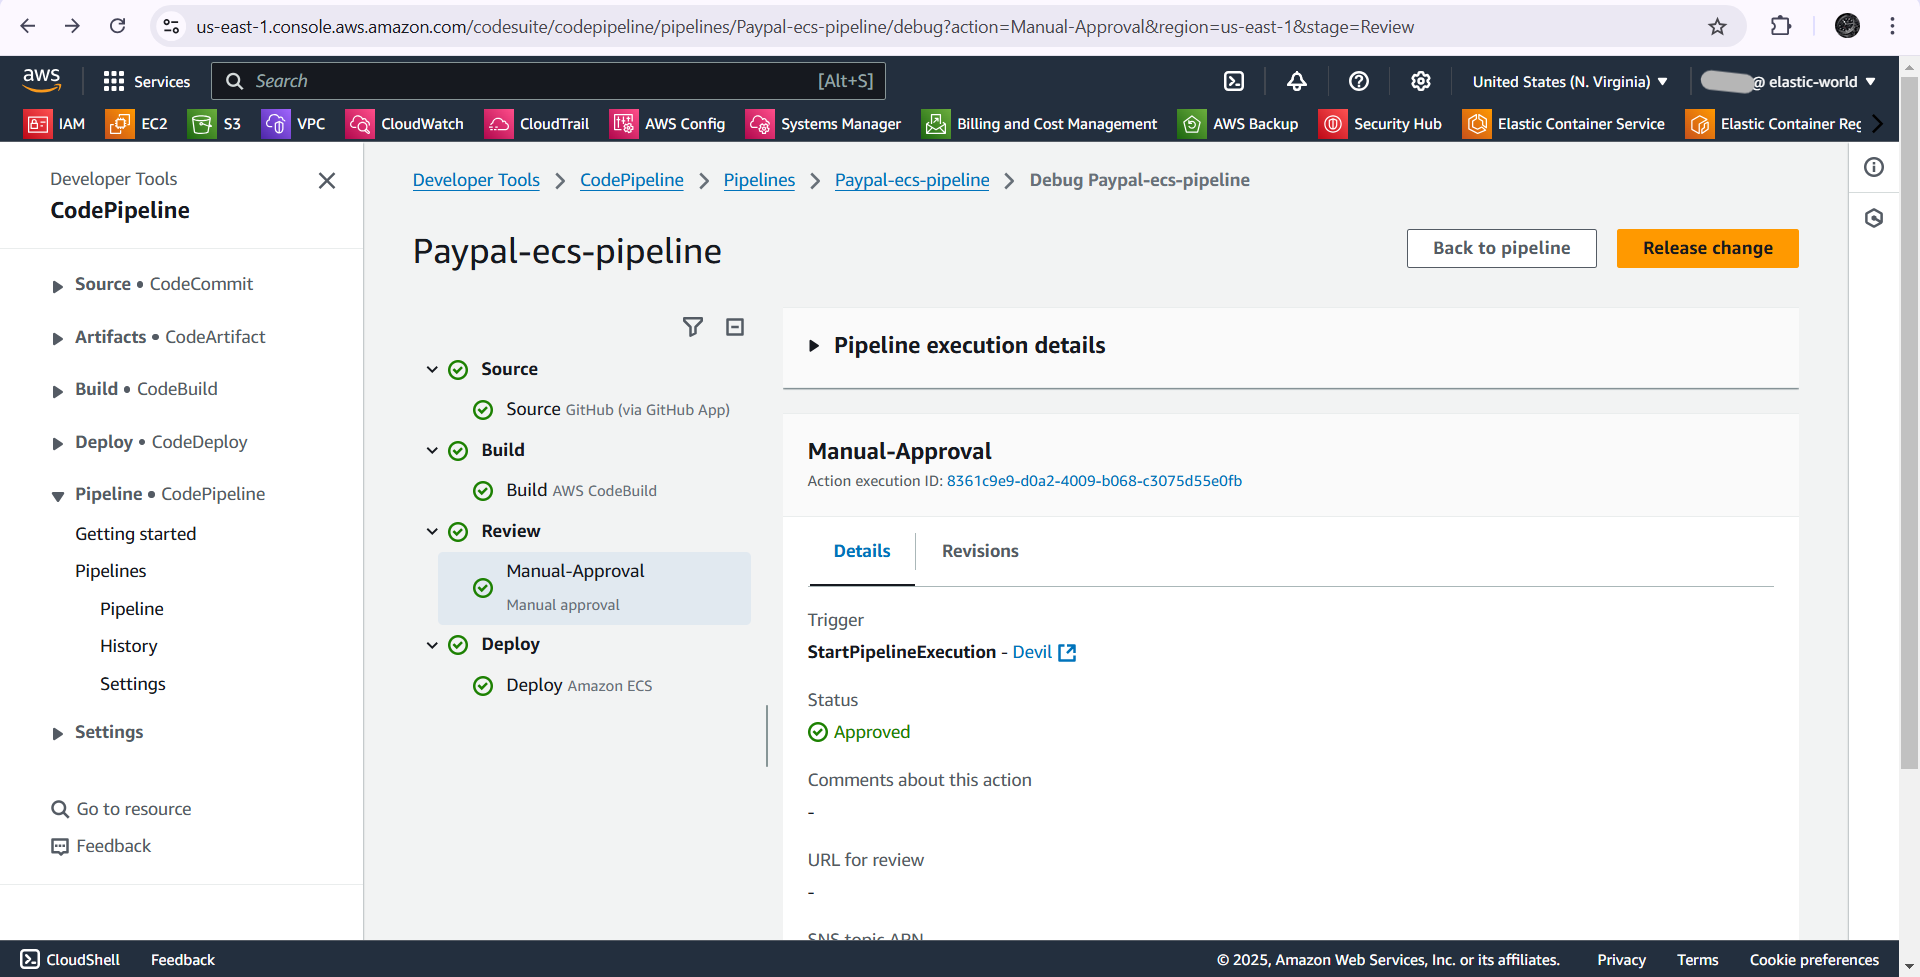 us-east-1.console.aws.amazon.com/codesuite/codepipeline/pipelines/Paypal-ecs-pipeline/debug?action=Manual-Approval&region=us-east-1&stage=Review
aws Services Search [Alt+S] United States (N. Virginia) @ elastic-world
IAM EC2 S3 VPC CloudWatch CloudTrail AWS Config Systems Manager Billing and Cost Management AWS Backup Security Hub Elastic Container Service Elastic Container Reg
Developer Tools
CodePipeline
Source • CodeCommit
Artifacts • CodeArtifact
Build • CodeBuild
Deploy • CodeDeploy
Pipeline • CodePipeline
Getting started
Pipelines
Pipeline
History
Settings
Settings
Go to resource
Feedback
Developer Tools > CodePipeline > Pipelines > Paypal-ecs-pipeline > Debug Paypal-ecs-pipeline
Paypal-ecs-pipeline
Back to pipeline
Release change
Source
Source GitHub (via GitHub App)
Build
Build AWS CodeBuild
Review
Manual-Approval
Manual approval
Deploy
Deploy Amazon ECS
Pipeline execution details
Manual-Approval
Action execution ID: 8361c9e9-d0a2-4009-b068-c3075d55e0fb
Details Revisions
Trigger
StartPipelineExecution - Devil
Status
Approved
Comments about this action
-
URL for review
-
SNS topic ARN
CloudShell Feedback © 2025, Amazon Web Services, Inc. or its affiliates. Privacy Terms Cookie preferences